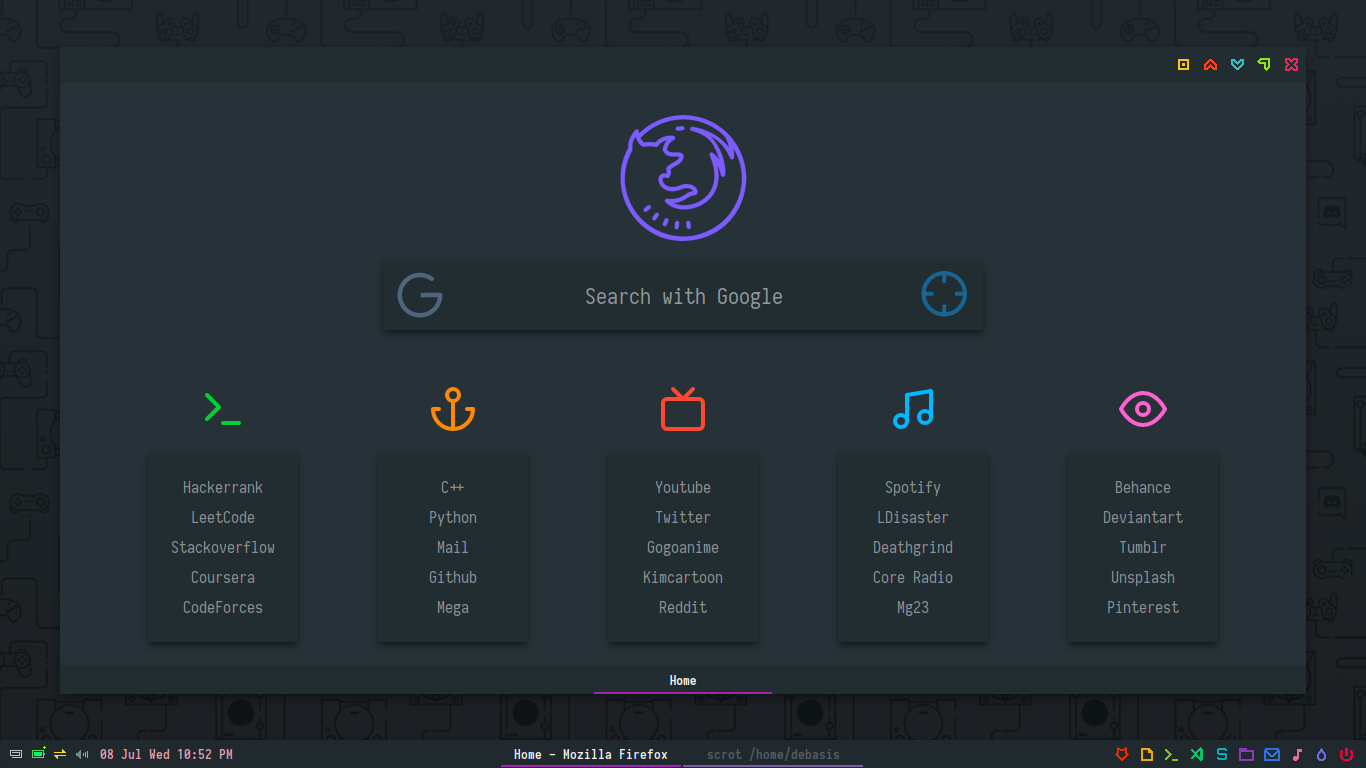 Search with Google
Hackerrank
LeetCode
Stackoverflow
Coursera
CodeForces
C++
Python
Mail
Github
Mega
Youtube
Twitter
Gogoanime
Kimcartoon
Reddit
Spotify
LDisaster
Deathgrind
Core Radio
Mg23
Behance
Deviantart
Tumblr
Unsplash
Pinterest
Home
08 Jul Wed 10:52 PM
Home - Mozilla Firefox
scrot /home/debasis